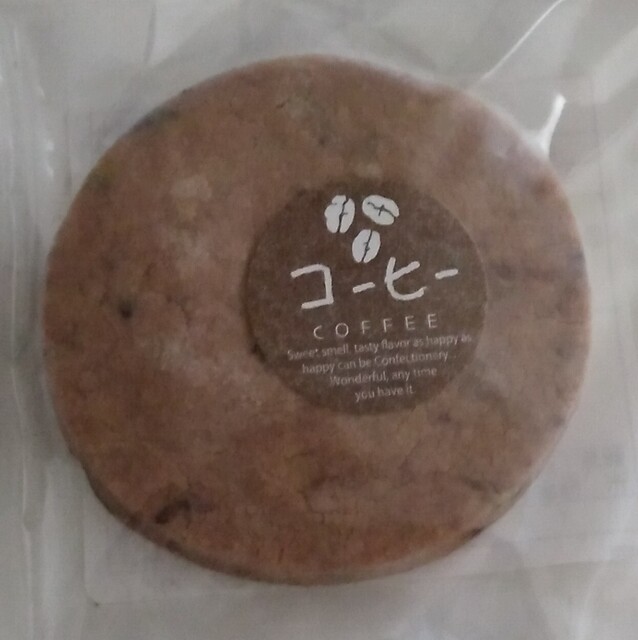 コーヒー
COFFEE
Sweet smell, tasty flavor as happy as
happy can be Confectionary...
Wonderful, any time
you have it